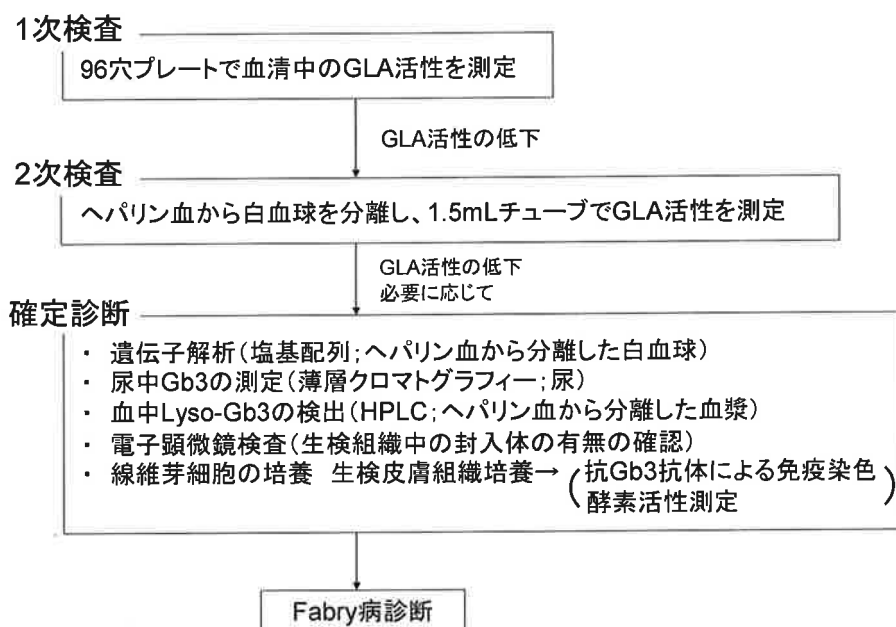 1次検査
96穴プレートで血清中のGLA活性を測定
GLA活性の低下
2次検査
ヘパリン血から白血球を分離し、1.5mLチューブでGLA活性を測定
GLA活性の低下
必要に応じて
確定診断
・ 遺伝子解析(塩基配列;ヘパリン血から分離した白血球)
・ 尿中Gb3の測定(薄層クロマトグラフィー;尿)
・ 血中Lyso-Gb3の検出(HPLC;ヘパリン血から分離した血漿)
・ 電子顕微鏡検査(生検組織中の封入体の有無の確認)
・ 線維芽細胞の培養 生検皮膚組織培養→(抗Gb3抗体による免疫染色
酵素活性測定)
Fabry病診断